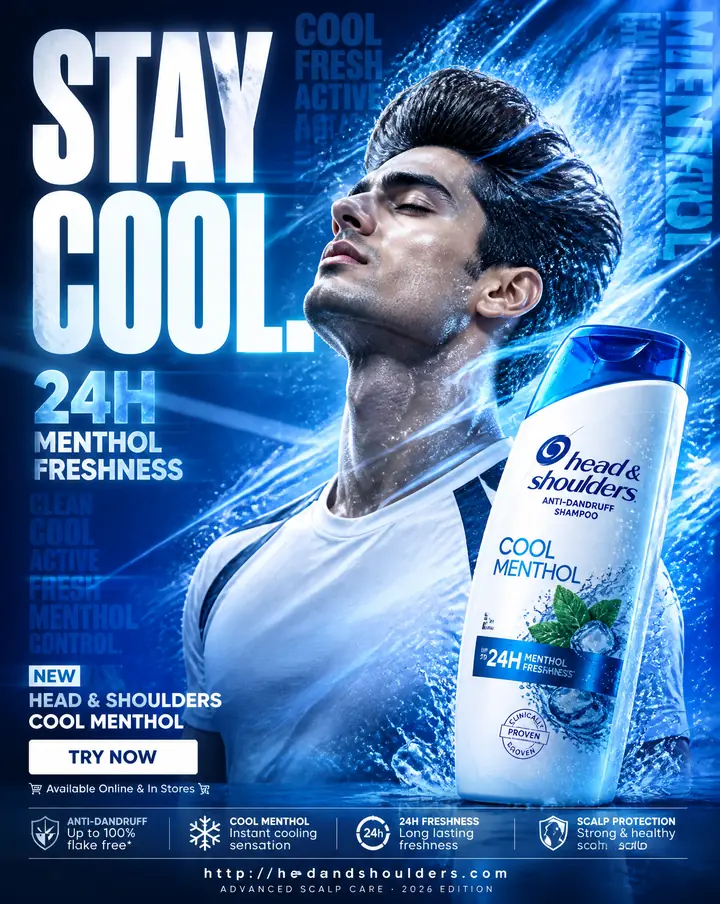 STAY
COOL.
24H
MENTHOL
FRESHNESS
COOL
FRESH
ACTIVE
CLEAN
COOL
ACTIVE
FRESH
MENTHOL
CONTROL
head &
shoulders
ANTI-DANDRUFF
SHAMPOO
COOL
MENTHOL
UP TO 24H MENTHOL
FRESHNESS
CLINICALLY
PROVEN
NEW
HEAD & SHOULDERS
COOL MENTHOL
TRY NOW
Available Online & In Stores
ANTI-DANDRUFF
Up to 100%
flake free*
COOL MENTHOL
Instant cooling
sensation
24h
24H FRESHNESS
Long lasting
freshness
SCALP PROTECTION
Strong & healthy
ADVANCED SCALP CARE · 2026 EDITION